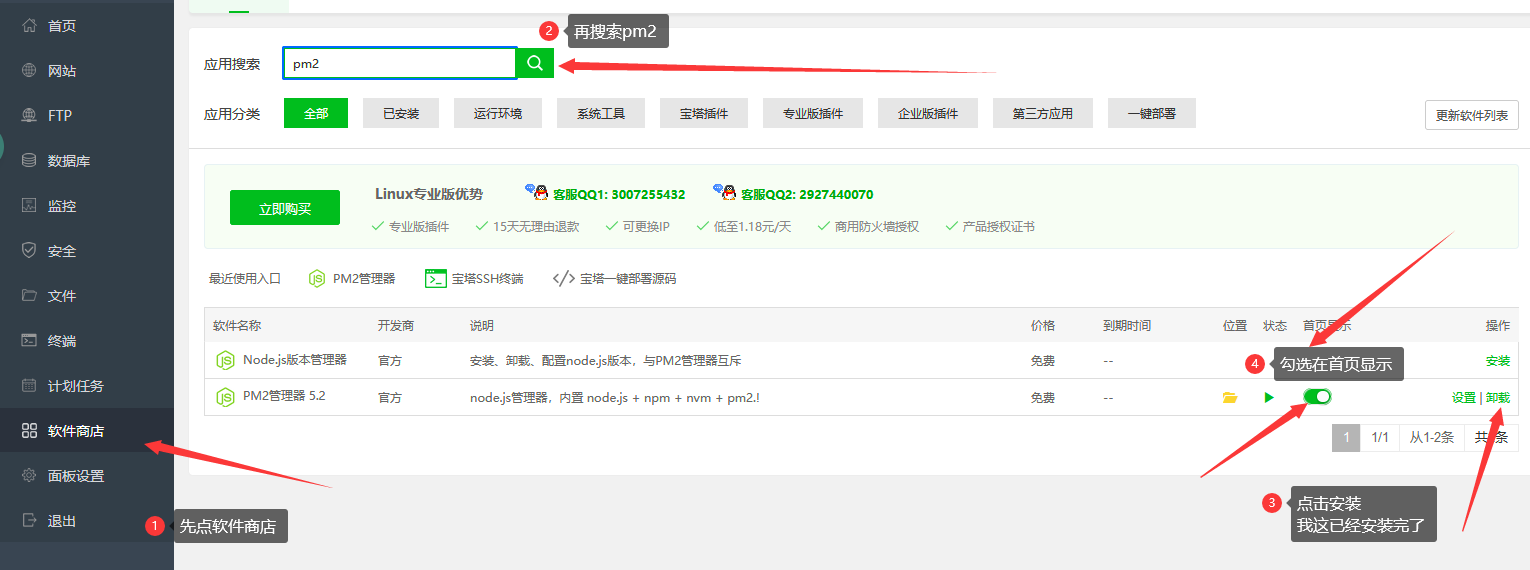 首页
网站
FTP
数据库
监控
安全
文件
终端
计划任务
软件商店
面板设置
退出
1 先点软件商店
2 再搜索pm2
应用搜索 pm2
应用分类 全部 已安装 运行环境 系统工具 宝塔插件 专业版插件 企业版插件 第三方应用 一键部署 更新软件列表
立即购买 Linux专业版优势 客服QQ1: 3007255432 客服QQ2: 2927440070
专业版插件 15天无理由退款 可更换IP 低至1.18元/天 商用防火墙授权 产品授权证书
最近使用入口 PM2管理器 宝塔SSH终端 宝塔一键部署源码
软件名称 开发商 说明 价格 到期时间 位置 状态 首页显示 操作
Node.js版本管理器 官方 安装、卸载、配置node.js版本，与PM2管理器互斥 免费 -- 安装
4 勾选在首页显示
PM2管理器 5.2 官方 node.js管理器，内置 node.js + npm + nvm + pm2.! 免费 -- 设置 | 卸载
1 1/1 从1-2条 共 条
3 点击安装
我这已经安装完了